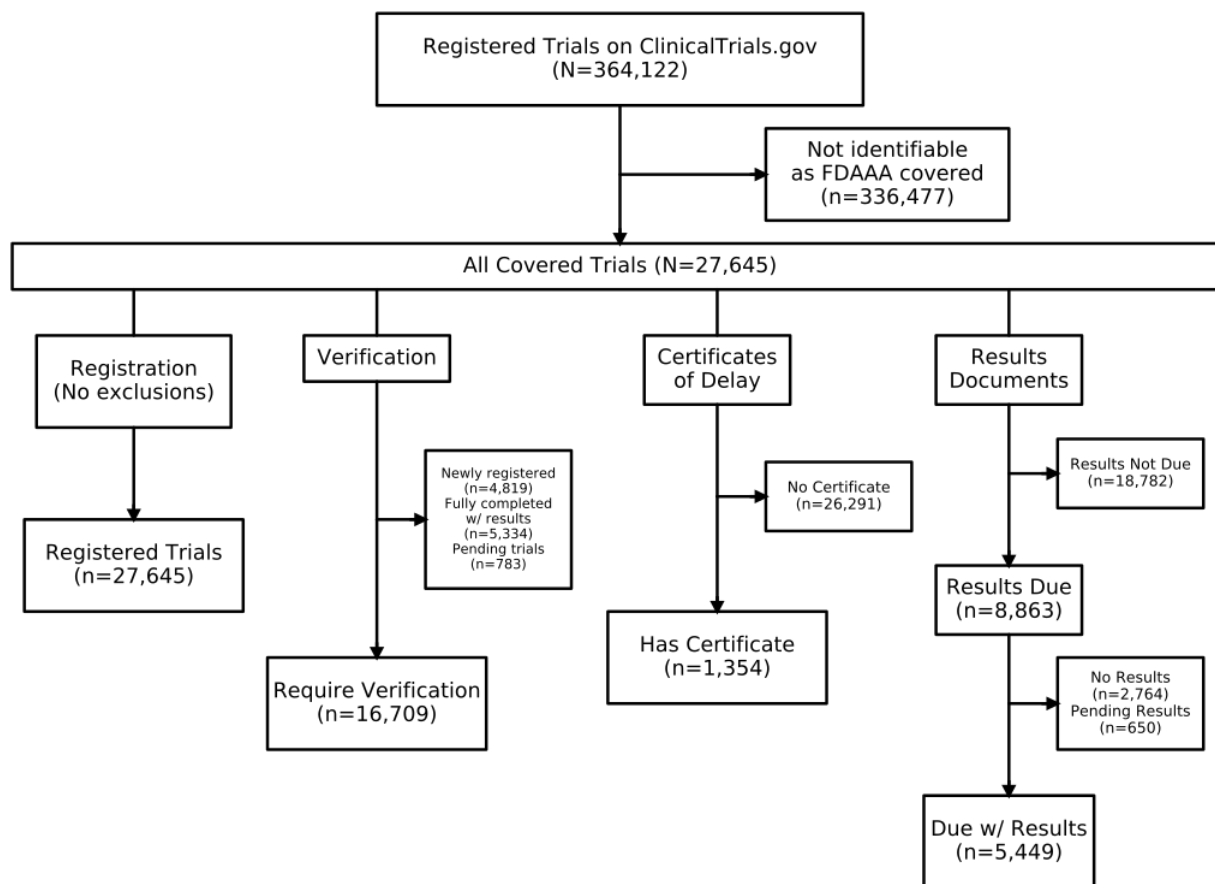 Registered Trials on ClinicalTrials.gov
(N=364,122)
Not identifiable
as FDAAA covered
(n=336,477)
All Covered Trials (N=27,645)
Registration
(No exclusions)
Registered Trials
(n=27,645)
Verification
Newly registered
(n=4,819)
Fully completed
w/ results
(n=5,334)
Pending trials
(n=783)
Require Verification
(n=16,709)
Certificates
of Delay
No Certificate
(n=26,291)
Has Certificate
(n=1,354)
Results
Documents
Results Not Due
(n=18,782)
Results Due
(n=8,863)
No Results
(n=2,764)
Pending Results
(n=650)
Due w/ Results
(n=5,449)